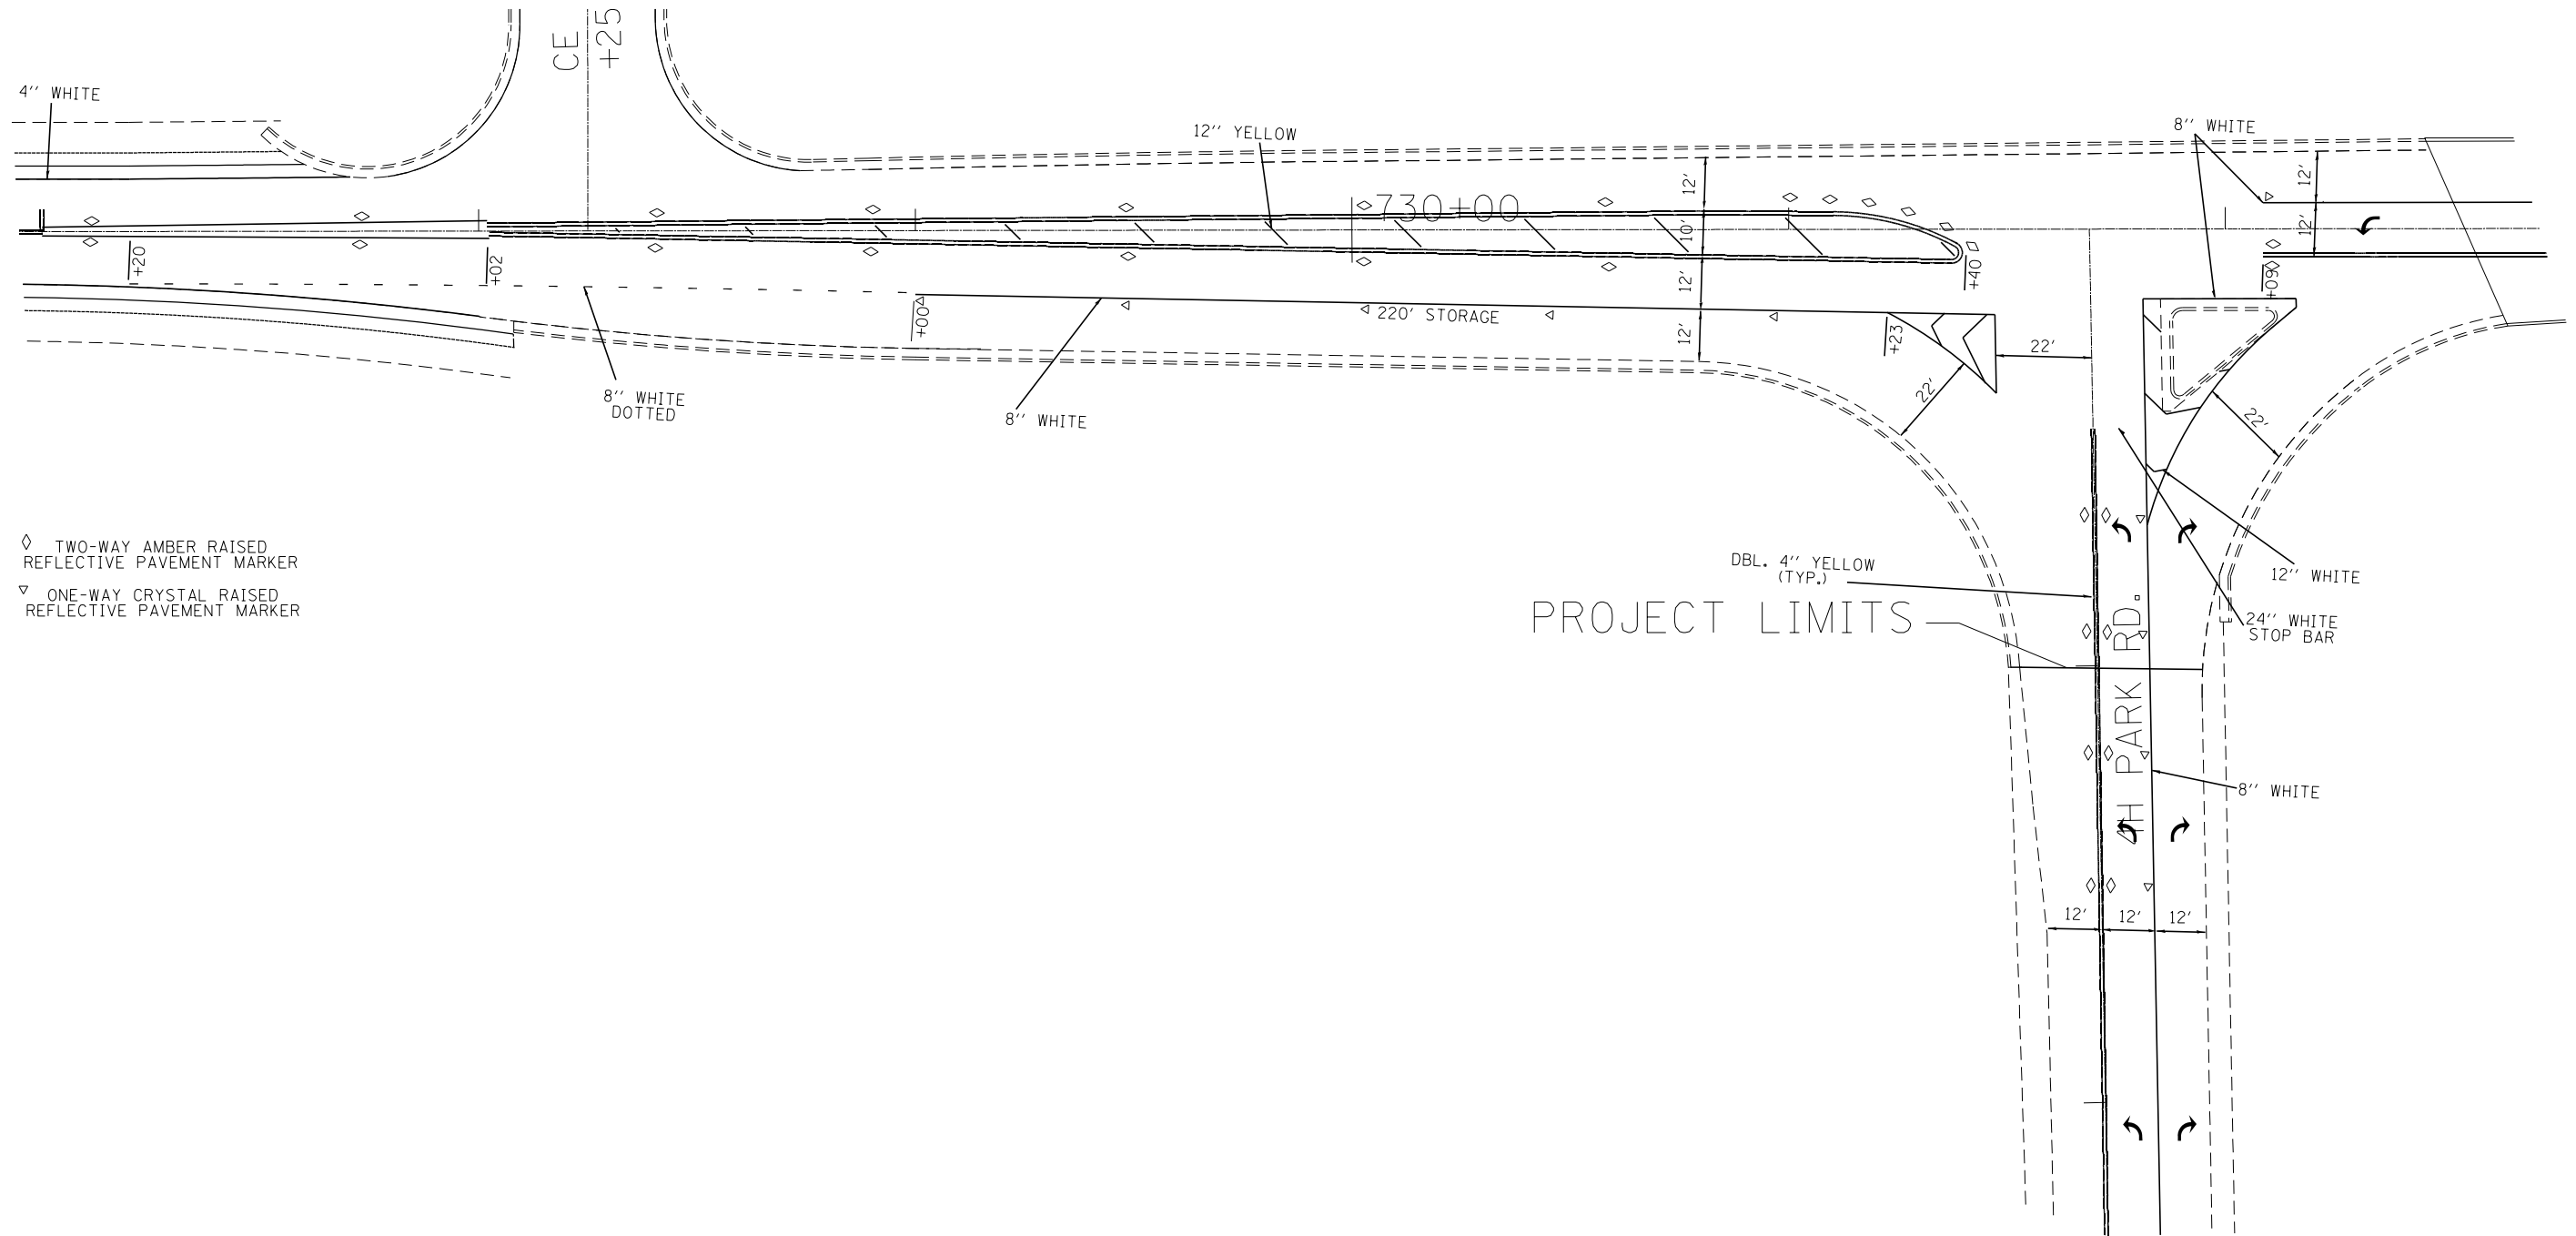 CE
+25
4'' WHITE
12'' YELLOW
8'' WHITE
730+00
12'
10'
12'
12'
12'
12'
+20
+02
+00
220' STORAGE
+23
+40
+09
22'
22'
22'
8'' WHITE
DOTTED
8'' WHITE
TWO-WAY AMBER RAISED
REFLECTIVE PAVEMENT MARKER
ONE-WAY CRYSTAL RAISED
REFLECTIVE PAVEMENT MARKER
DBL. 4'' YELLOW
(TYP.)
PROJECT LIMITS
12'' WHITE
24'' WHITE
STOP BAR
4H PARK RD.
8'' WHITE
12'
12'
12'